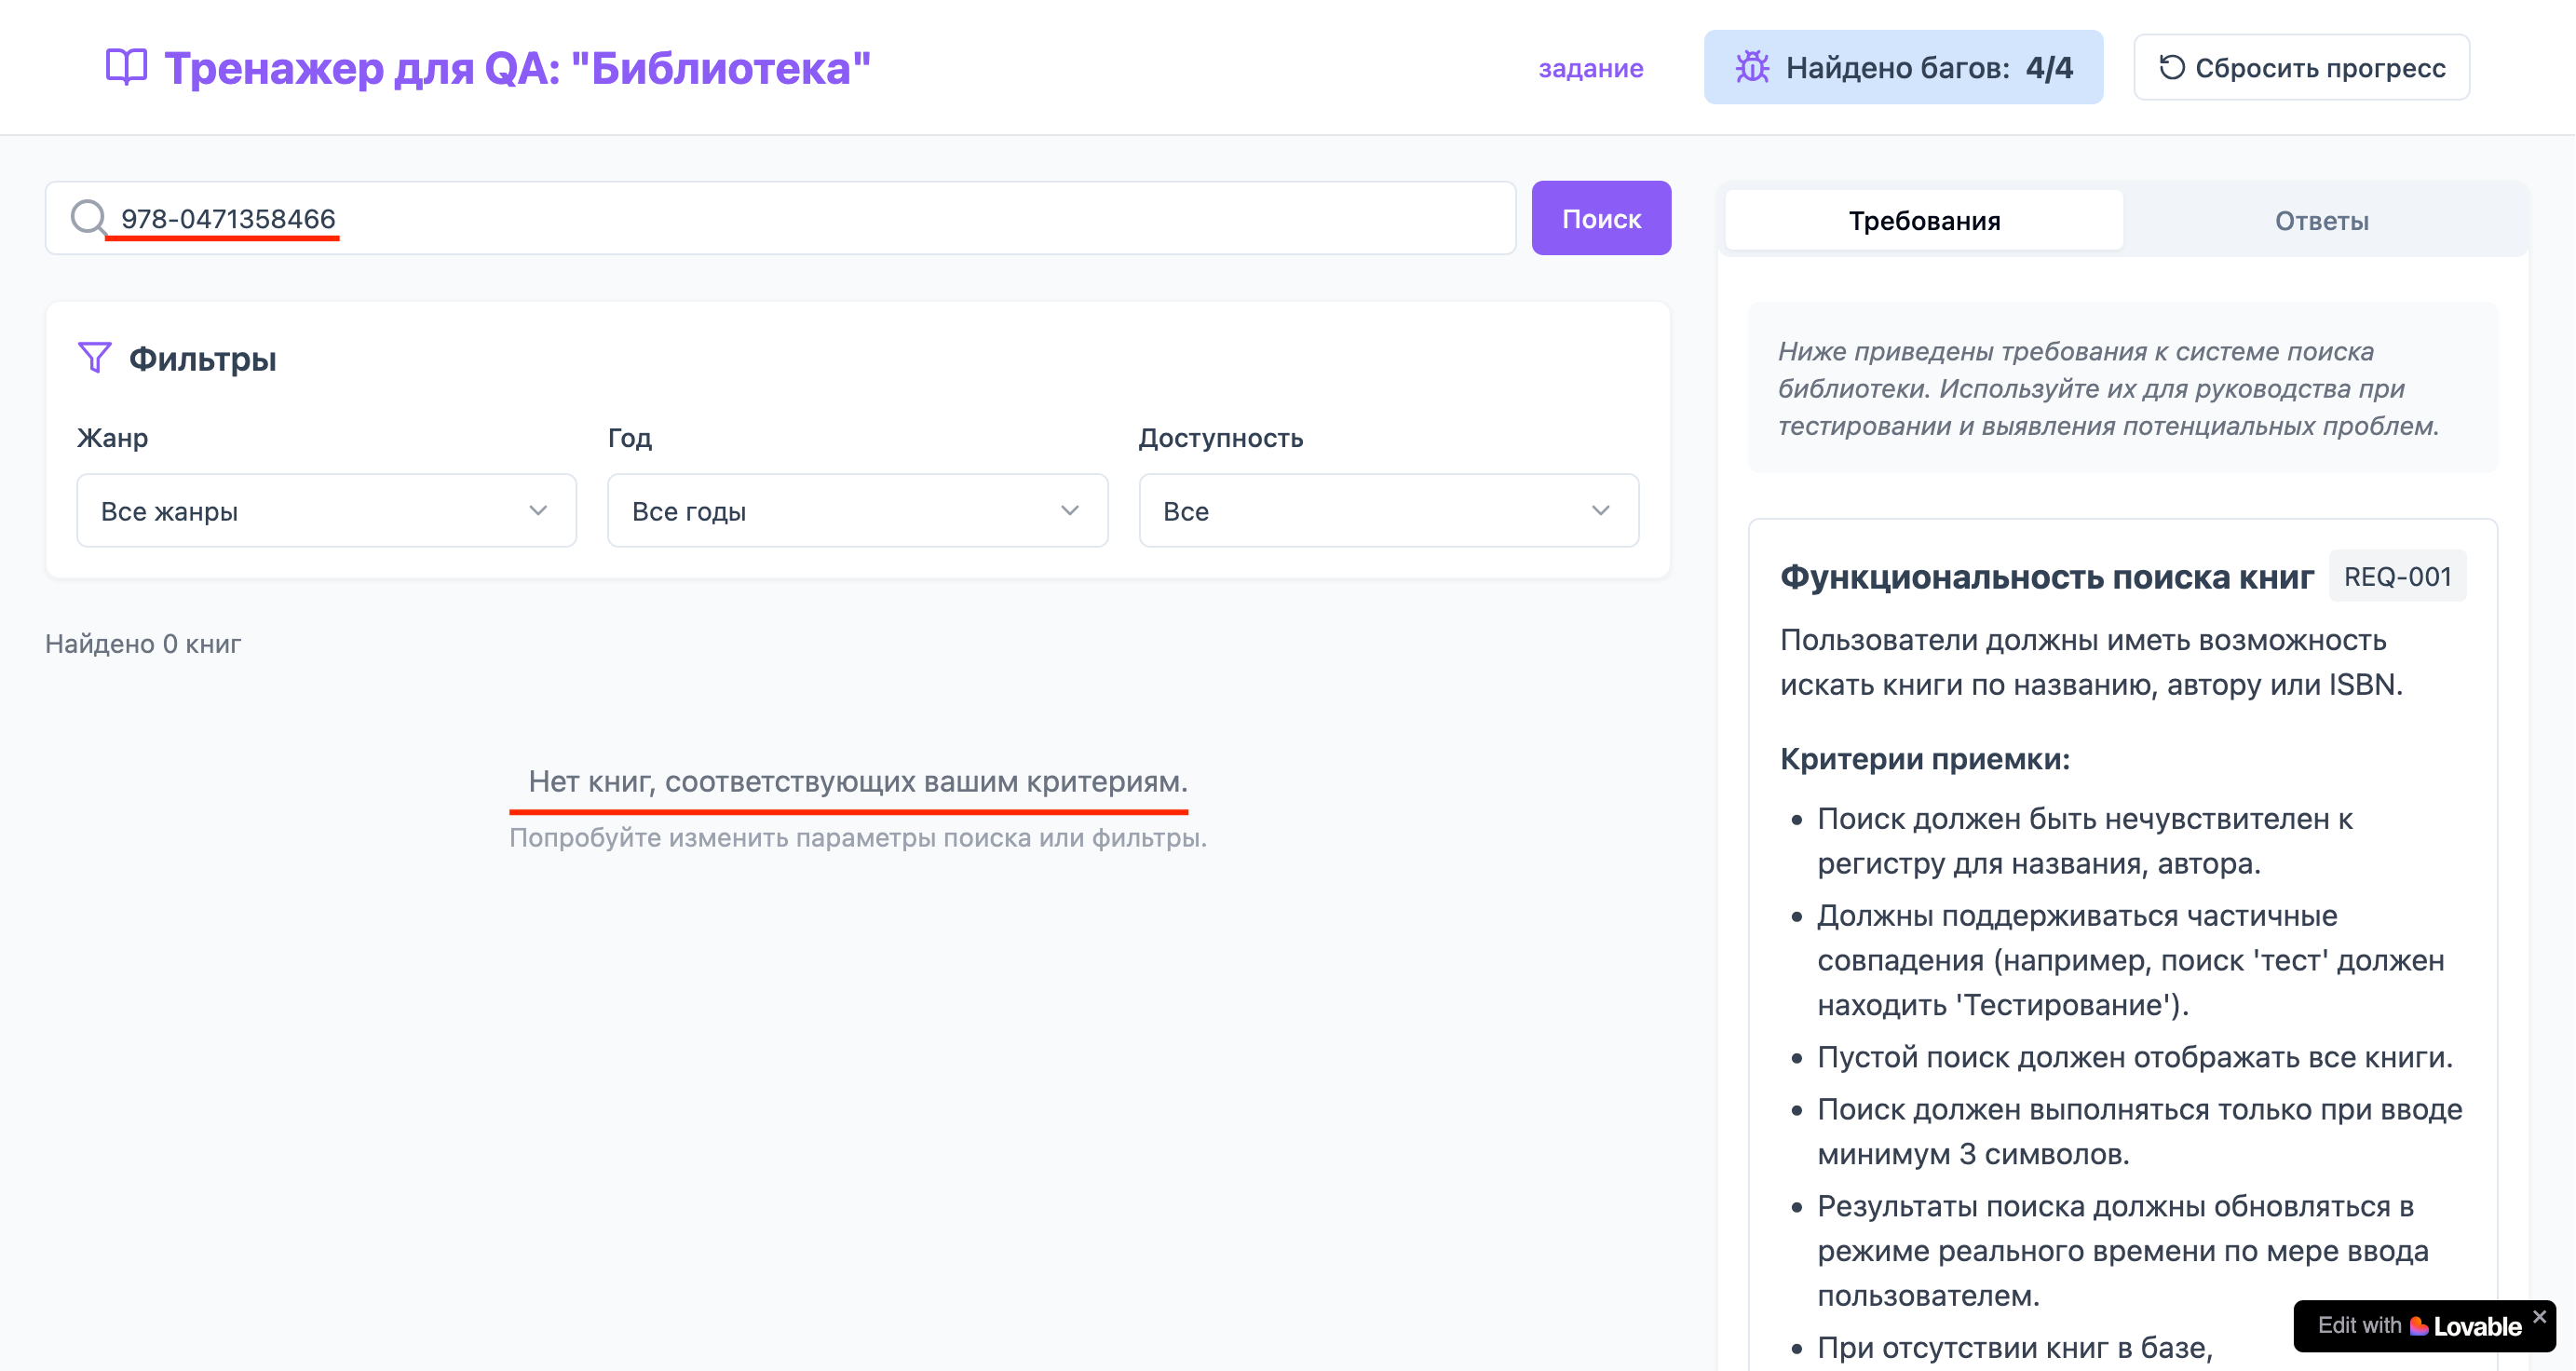 Тренажер для QA: "Библиотека"
задание
Найдено багов: 4/4
Сбросить прогресс
978-0471358466
Поиск
Фильтры
Жанр
Год
Доступность
Все жанры
Все годы
Все
Найдено 0 книг
Нет книг, соответствующих вашим критериям.
Попробуйте изменить параметры поиска или фильтры.
Требования
Ответы
Ниже приведены требования к системе поиска
библиотеки. Используйте их для руководства при
тестировании и выявления потенциальных проблем.
Функциональность поиска книг
REQ-001
Пользователи должны иметь возможность
искать книги по названию, автору или ISBN.
Критерии приемки:
• Поиск должен быть нечувствителен к
регистру для названия, автора.
• Должны поддерживаться частичные
совпадения (например, поиск 'тест' должен
находить 'Тестирование').
• Пустой поиск должен отображать все книги.
• Поиск должен выполняться только при вводе
минимум 3 символов.
• Результаты поиска должны обновляться в
режиме реального времени по мере ввода
пользователем.
• При отсутствии книг в базе,
Edit with Lovable